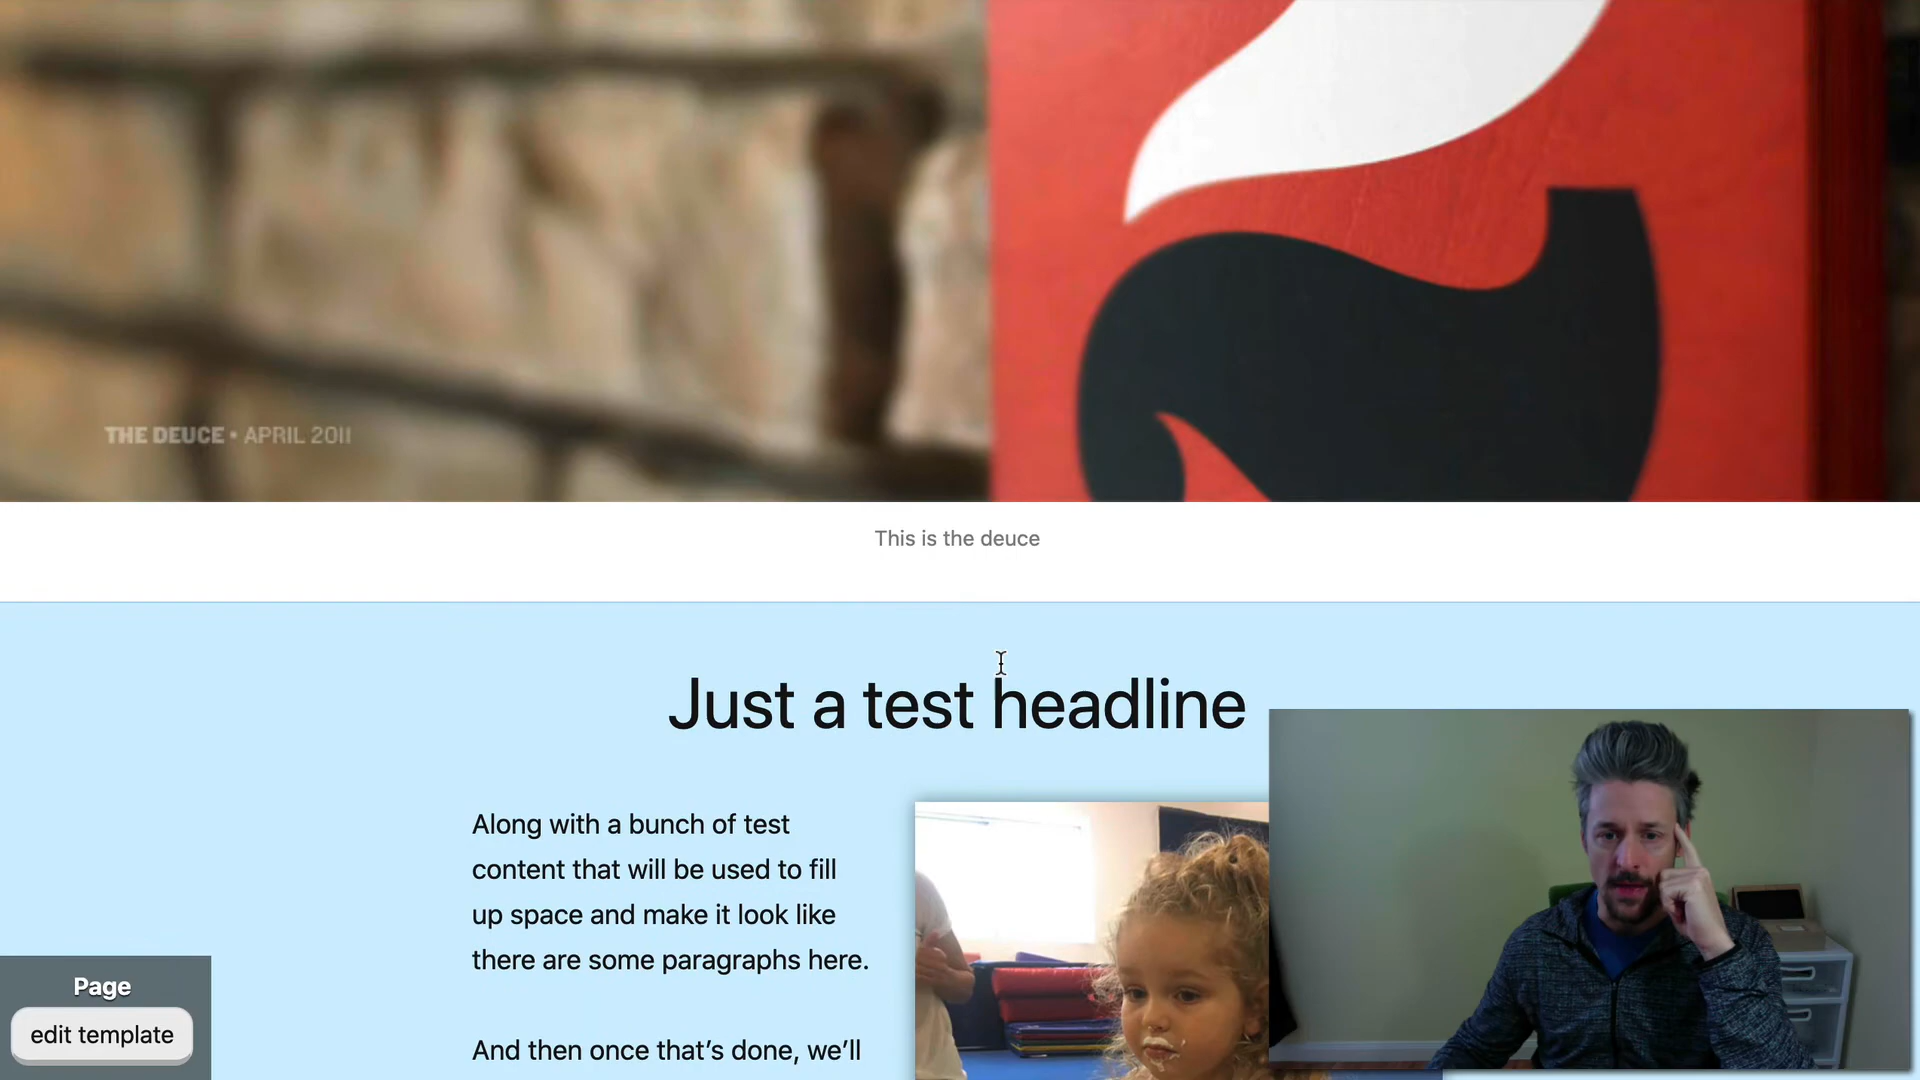 THE DEUCE • APRIL 2011
This is the deuce
Just a test headline
Along with a bunch of test
content that will be used to fill
up space and make it look like
there are some paragraphs here.
And then once that’s done, we’ll
Page
edit template